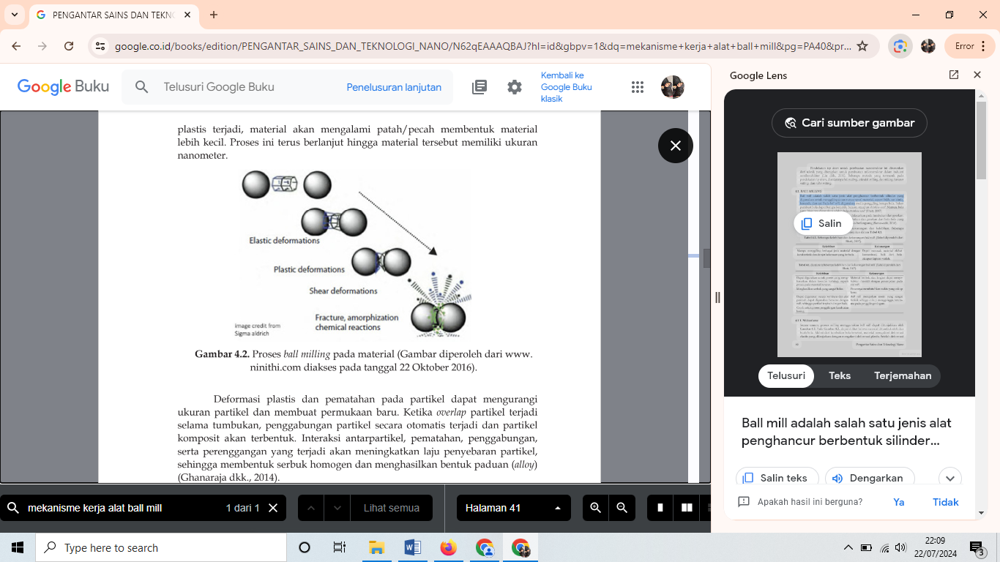 PENGANTAR SAINS DAN TEKN
google.co.id/books/edition/PENGANTAR_SAINS_DAN_TEKNOLOGI_NANO/N62qEAAAQBAJ?hl=id&gbpv=1&dq=mekanisme+kerja+alat+ball+mill&pg=PA40&pr...
Error
Google Buku
Telusuri Google Buku
Penelusuran lanjutan
Kembali ke
Google Buku
klasik
plastis terjadi, material akan mengalami patah/pecah membentuk material
lebih kecil. Proses ini terus berlanjut hingga material tersebut memiliki ukuran
nanometer.
Elastic deformations
Plastic deformations
Shear deformations
Fracture, amorphization
chemical reactions
image credit from
Sigma aldrich
Gambar 4.2. Proses ball milling pada material (Gambar diperoleh dari www.
ninithi.com diakses pada tanggal 22 Oktober 2016).
Deformasi plastis dan pematahan pada partikel dapat mengurangi
ukuran partikel dan membuat permukaan baru. Ketika overlap partikel terjadi
selama tumbukan, penggabungan partikel secara otomatis terjadi dan partikel
komposit akan terbentuk. Interaksi antarpartikel, pematahan, penggabungan,
serta perenggangan yang terjadi akan meningkatkan laju penyebaran partikel,
sehingga membentuk serbuk homogen dan menghasilkan bentuk paduan (alloy)
(Ghanaraja dkk., 2014).
mekanisme kerja alat ball mill
1 dari 1
Lihat semua
Halaman 41
Google Lens
Cari sumber gambar
Salin
Telusuri
Teks
Terjemahan
Ball mill adalah salah satu jenis alat
penghancur berbentuk silinder...
Salin teks
Dengarkan
Apakah hasil ini berguna?
Ya
Tidak
Type here to search
22:09
22/07/2024
3